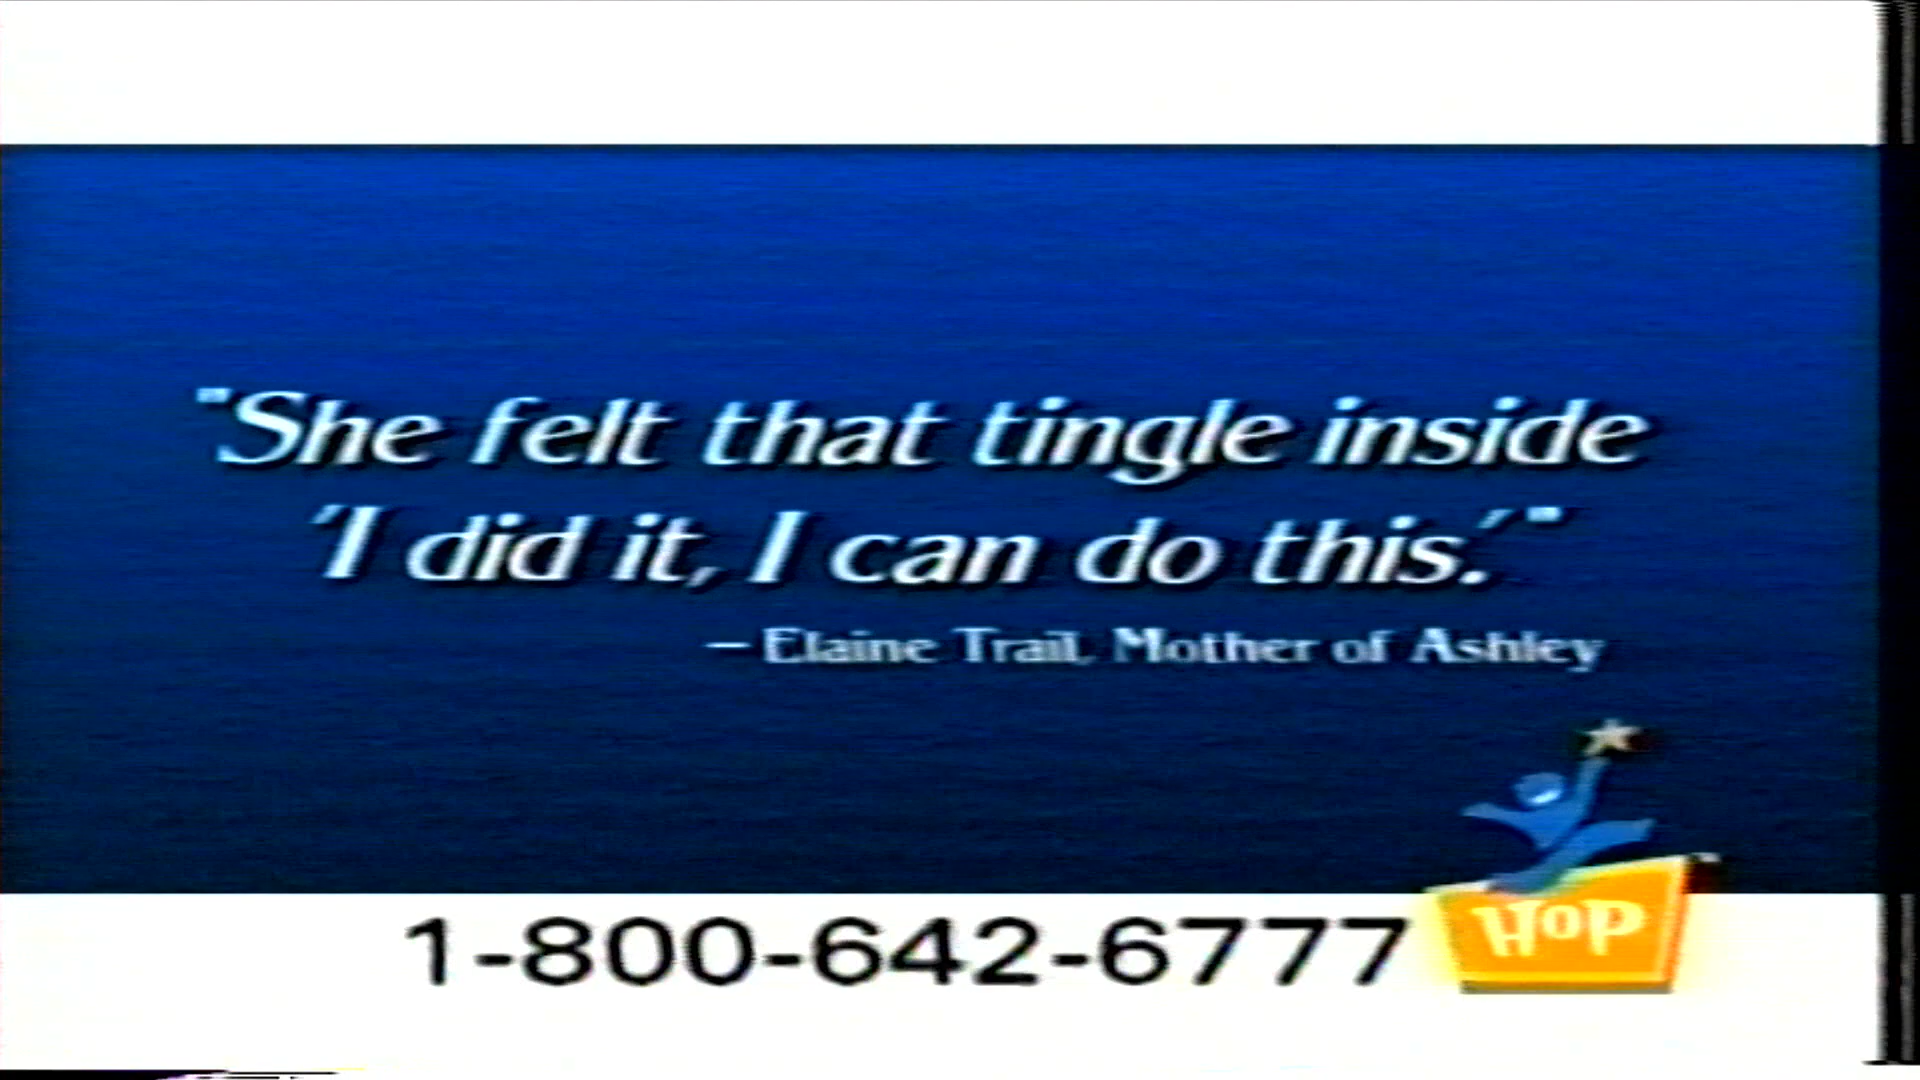 "She felt that tingle inside
'I did it, I can do this.'"
– Elaine Trail, Mother of Ashley
HOP
1-800-642-6777